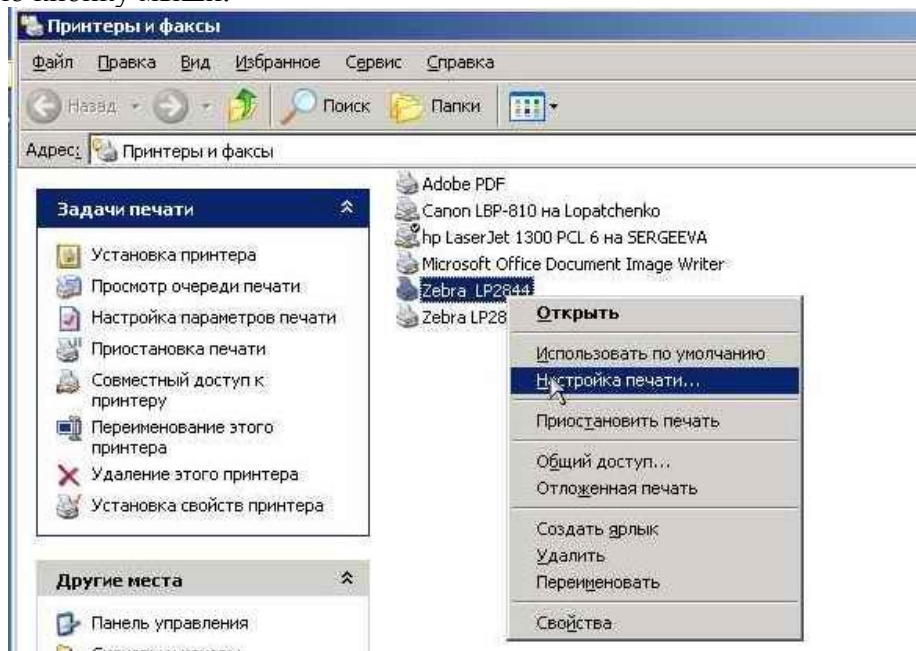 кнопку мыши.
Принтеры и факсы
Файл Правка Вид Избранное Сервис Справка
Назад Поиск Папки
Адрес: Принтеры и факсы
Задачи печати
Установка принтера
Просмотр очереди печати
Настройка параметров печати
Приостановка печати
Совместный доступ к
принтеру
Переименование этого
принтера
Удаление этого принтера
Установка свойств принтера
Другие места
Панель управления
Adobe PDF
Canon LBP-810 на Lopatchenko
hp LaserJet 1300 PCL 6 на SERGEEVA
Microsoft Office Document Image Writer
Zebra LP2844
Zebra LP28
Открыть
Использовать по умолчанию
Настройка печати...
Приостановить печать
Общий доступ...
Отложенная печать
Создать ярлык
Удалить
Переименовать
Свойства